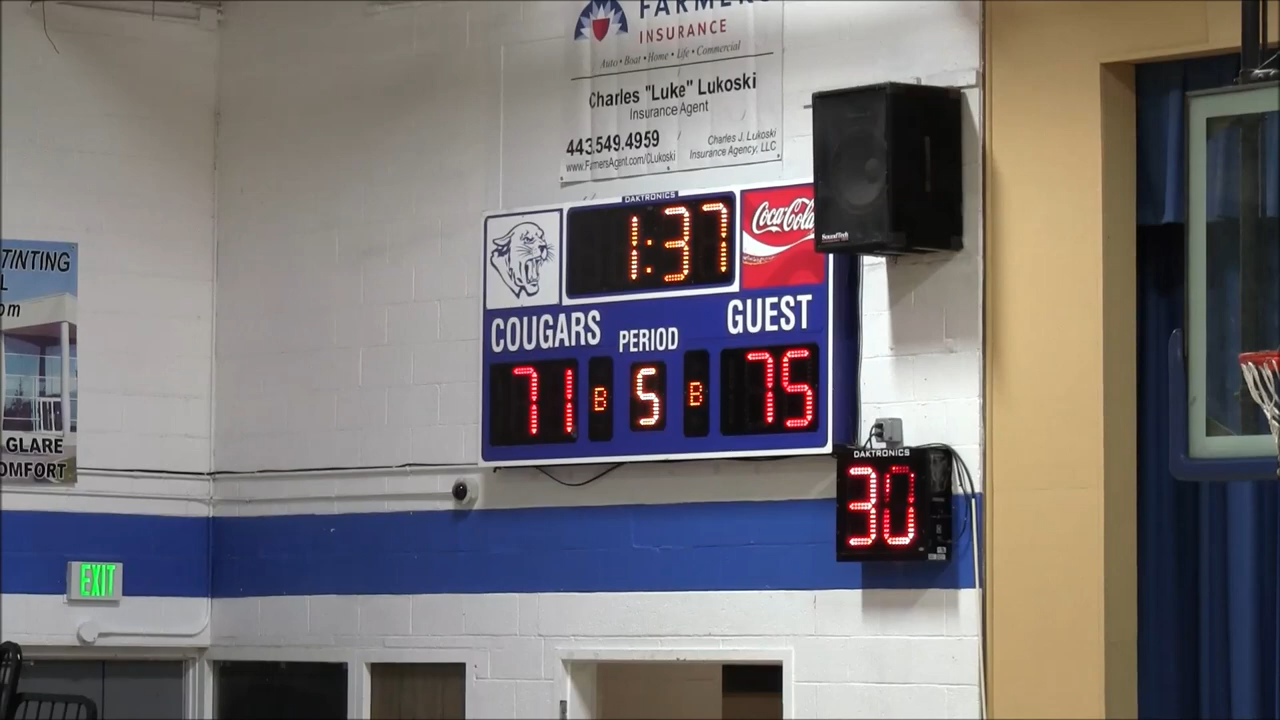 FARMERS
INSURANCE
Auto • Boat • Home • Life • Commercial
Charles "Luke" Lukoski
Insurance Agent
443.549.4959
Charles J. Lukoski
www.FarmersAgent.com/CLukoski
Insurance Agency, LLC
DAKTRONICS
1:37
Coca-Cola
SoundTech
COUGARS
PERIOD
GUEST
71
B
5
B
75
DAKTRONICS
30
TINTING
L
om
GLARE
OMFORT
EXIT